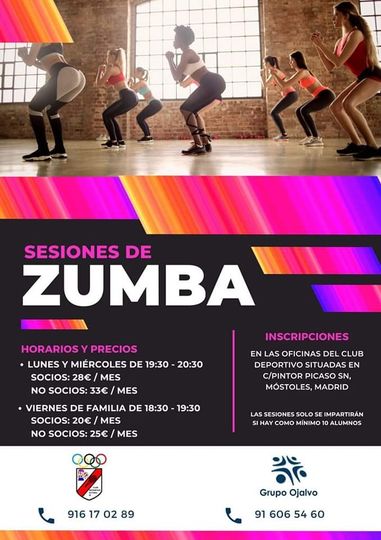 SESIONES DE
ZUMBA
HORARIOS Y PRECIOS
• LUNES Y MIÉRCOLES DE 19:30 - 20:30
SOCIOS: 28€ / MES
NO SOCIOS: 33€ / MES
• VIERNES DE FAMILIA DE 18:30 - 19:30
SOCIOS: 20€ / MES
NO SOCIOS: 25€ / MES
INSCRIPCIONES
EN LAS OFICINAS DEL CLUB
DEPORTIVO SITUADAS EN
C/PINTOR PICASO SN,
MÓSTOLES, MADRID
LAS SESIONES SOLO SE IMPARTIRÁN
SI HAY COMO MÍNIMO 10 ALUMNOS
916 17 02 89
Grupo Ojalvo
91 606 54 60